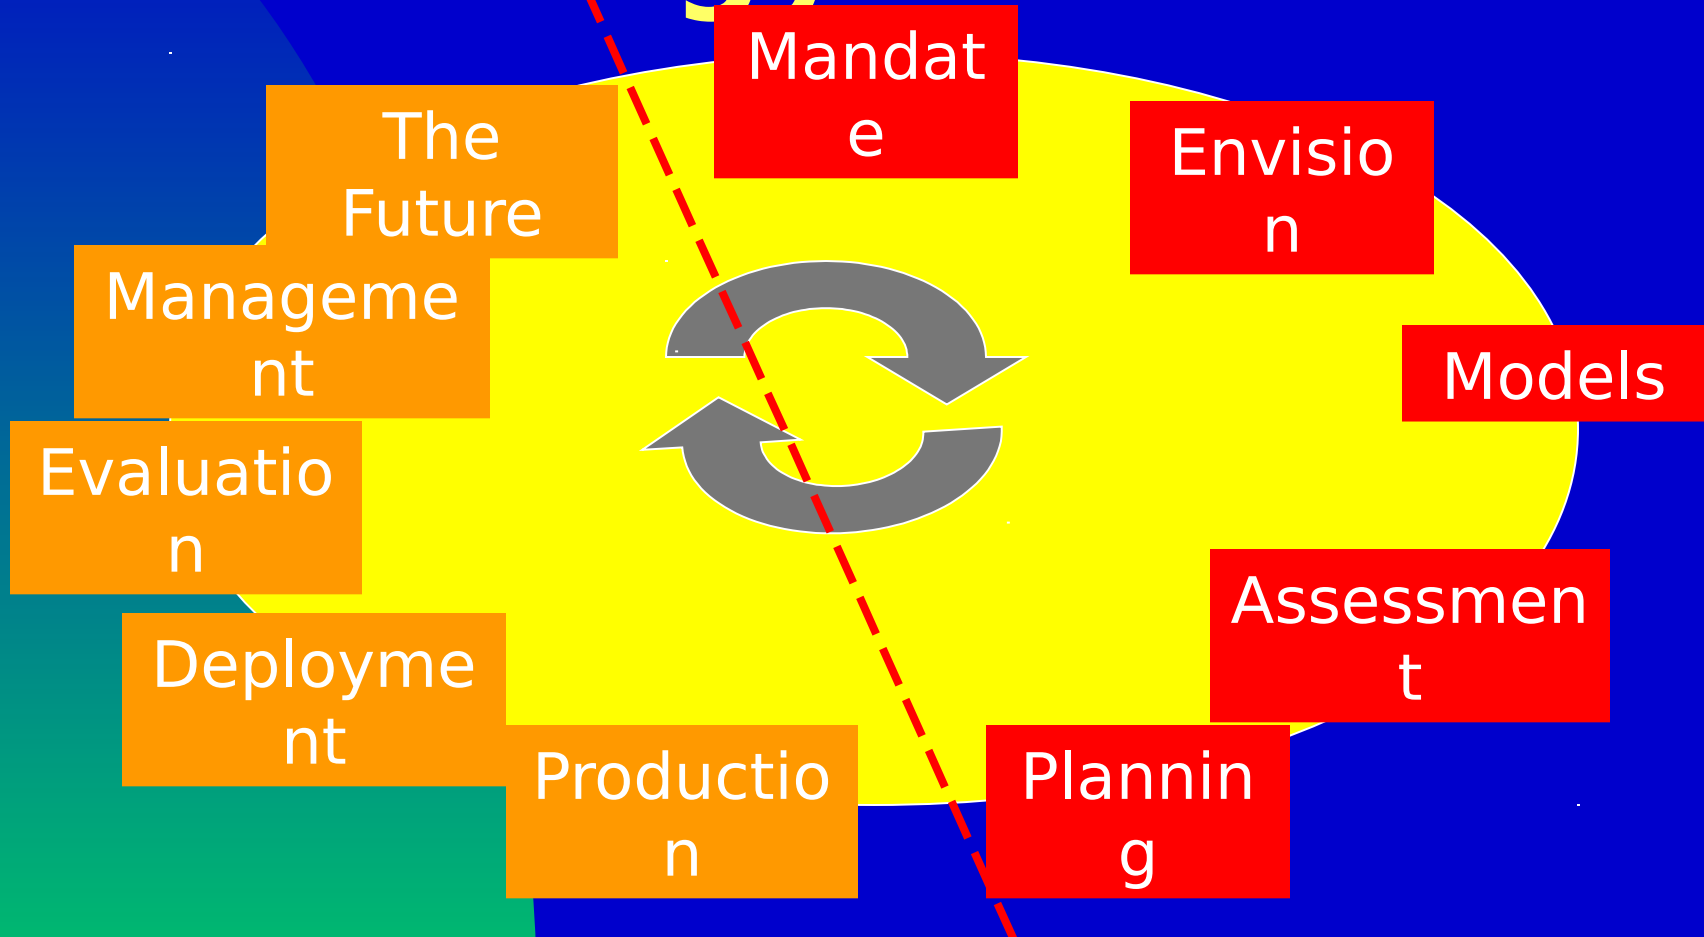 Mandat
e
Envisio
n
Models
Assessmen
t
Plannin
g
Productio
n
Deployme
nt
Evaluatio
n
Manageme
nt
The
Future